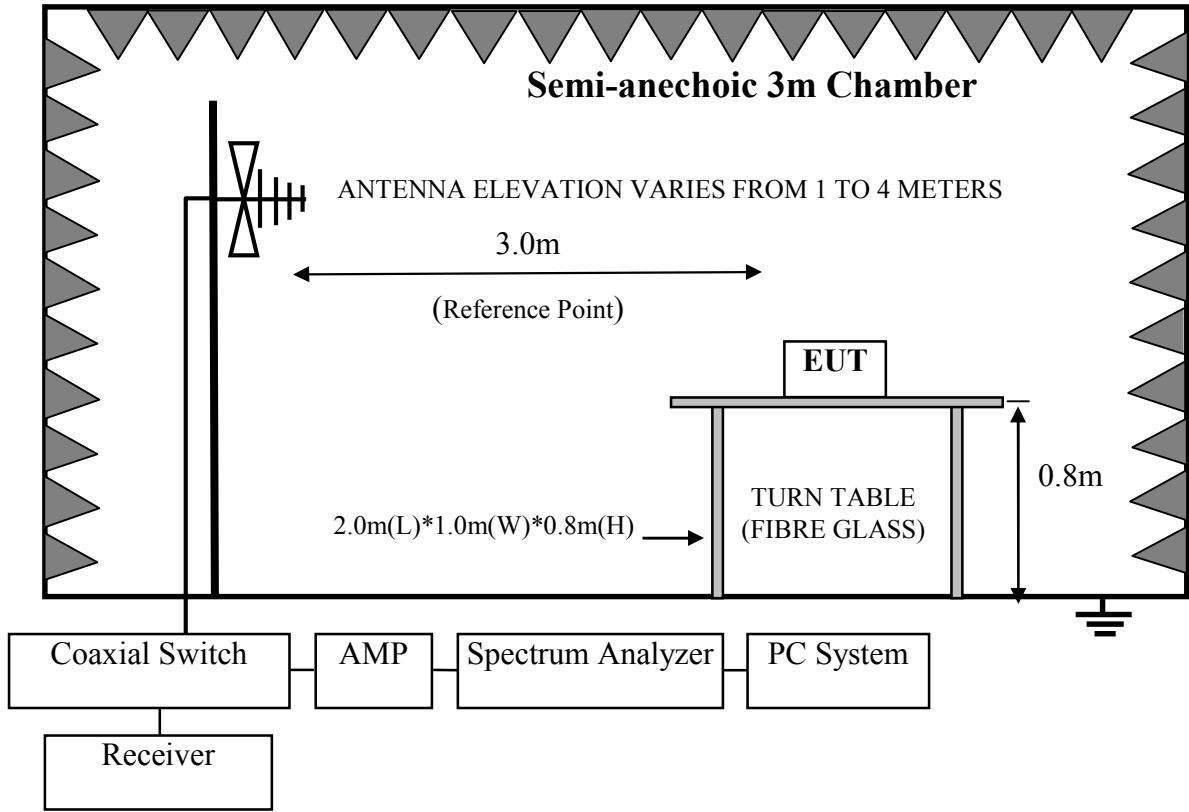 Semi-anechoic 3m Chamber
ANTENNA ELEVATION VARIES FROM 1 TO 4 METERS
3.0m
(Reference Point)
EUT
0.8m
TURN TABLE
(FIBRE GLASS)
2.0m(L)*1.0m(W)*0.8m(H)
Coaxial Switch
AMP
Spectrum Analyzer
PC System
Receiver